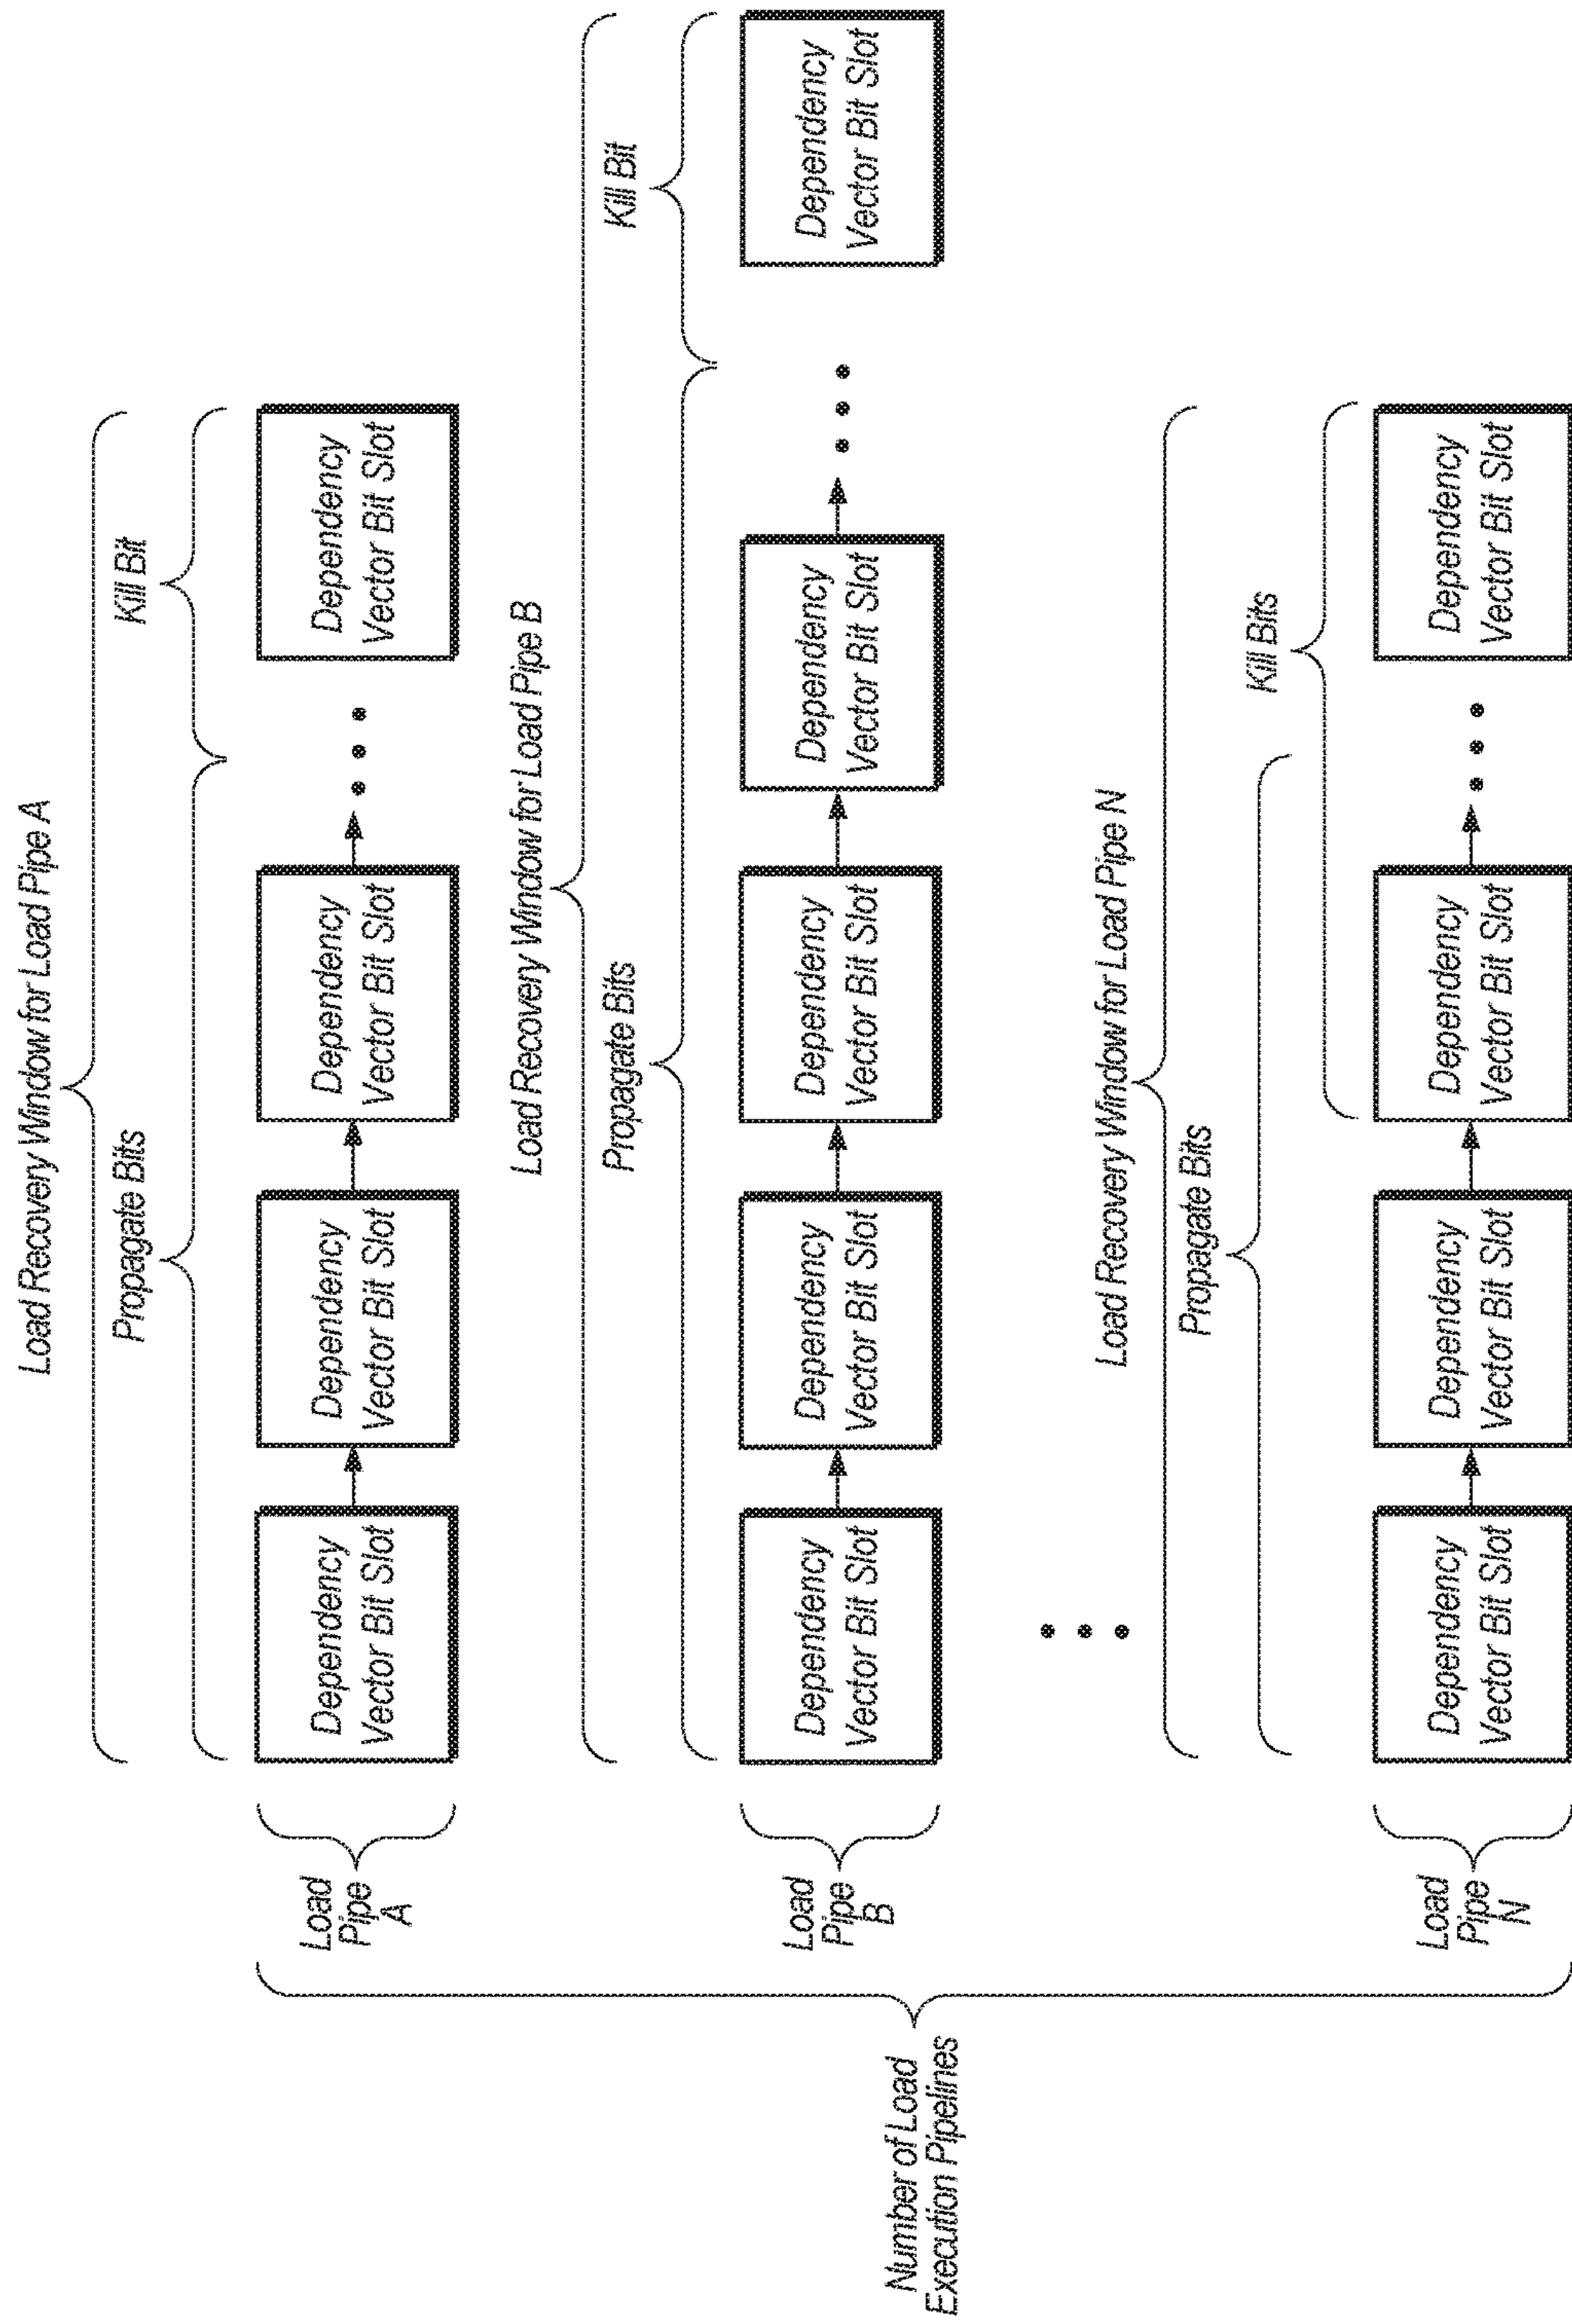 Load Recovery Window for Load Pipe A
Propagate Bits
Kill Bit
Load
Pipe
A
Dependency
Vector Bit Slot
Dependency
Vector Bit Slot
Dependency
Vector Bit Slot
Dependency
Vector Bit Slot
Load Recovery Window for Load Pipe B
Propagate Bits
Kill Bit
Load
Pipe
B
Dependency
Vector Bit Slot
Dependency
Vector Bit Slot
Dependency
Vector Bit Slot
Dependency
Vector Bit Slot
Dependency
Vector Bit Slot
Number of Load
Execution Pipelines
Load Recovery Window for Load Pipe N
Propagate Bits
Kill Bits
Load
Pipe
N
Dependency
Vector Bit Slot
Dependency
Vector Bit Slot
Dependency
Vector Bit Slot
Dependency
Vector Bit Slot